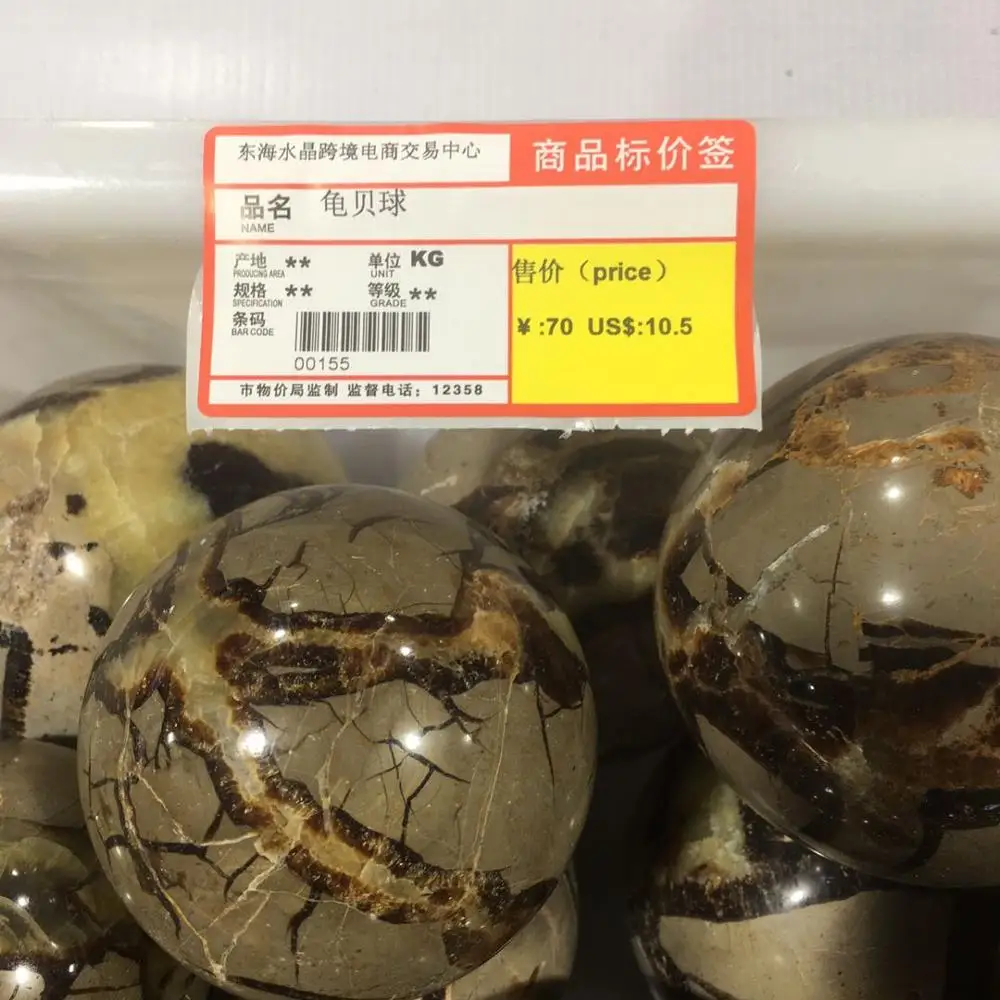 东海水晶跨境电商交易中心
商品标价签
品名 龟贝球
NAME
产地 ** 单位 KG
PRODUCING AREA UNIT
规格 ** 等级 **
SPECIFICATION GRADE
条码
BAR CODE
00155
售价（price）
¥ :70 US$:10.5
市物价局监制 监督电话：12358